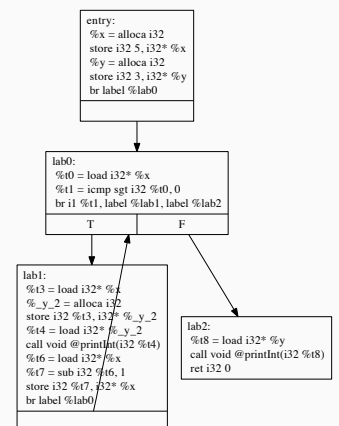 entry:
%x = alloca i32
store i32 5, i32* %x
%y = alloca i32
store i32 3, i32* %y
br label %lab0
lab0:
%t0 = load i32* %x
%t1 = icmp sgt i32 %t0, 0
br i1 %t1, label %lab1, label %lab2
T
F
lab1:
%t3 = load i32* %x
%_y_2 = alloca i32
store i32 %t3, i32* %_y_2
%t4 = load i32* %_y_2
call void @printInt(i32 %t4)
%t6 = load i32* %x
%t7 = sub i32 %t6, 1
store i32 %t7, i32* %x
br label %lab0
lab2:
%t8 = load i32* %y
call void @printInt(i32 %t8)
ret i32 0